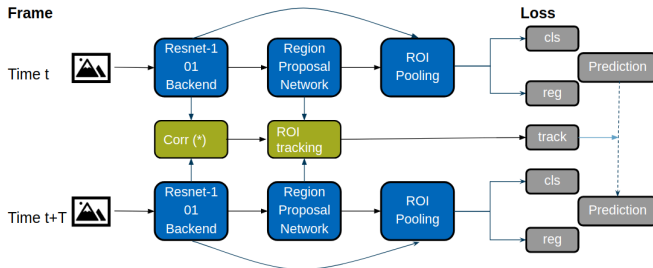 Frame
Loss
Time t
Resnet-1
01
Backend
Region
Proposal
Network
ROI
Pooling
cls
reg
Prediction
Corr (*)
ROI
tracking
track
Time t+T
Resnet-1
01
Backend
Region
Proposal
Network
ROI
Pooling
cls
reg
Prediction